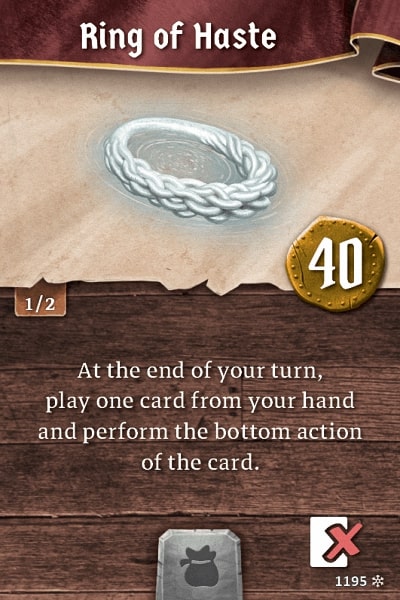 Ring of Haste
40
1/2
At the end of your turn,
play one card from your hand
and perform the bottom action
of the card.
1195